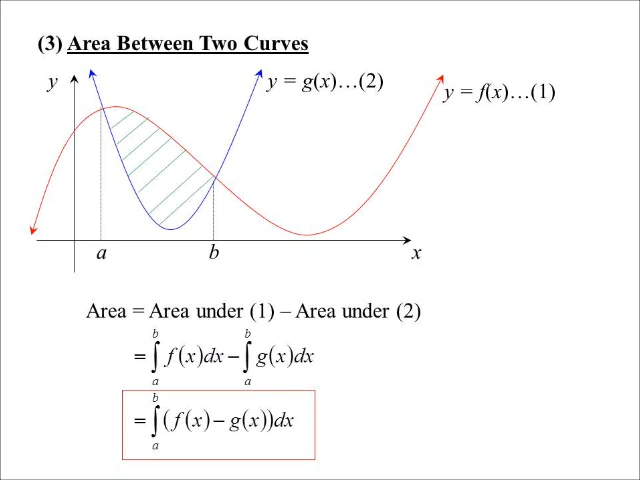 (3) Area Between Two Curves
y
y = g(x)…(2)
y = f(x)…(1)
a
b
x
Area = Area under (1) – Area under (2)
= ∫_a^b f(x)dx − ∫_a^b g(x)dx
= ∫_a^b (f(x) − g(x))dx